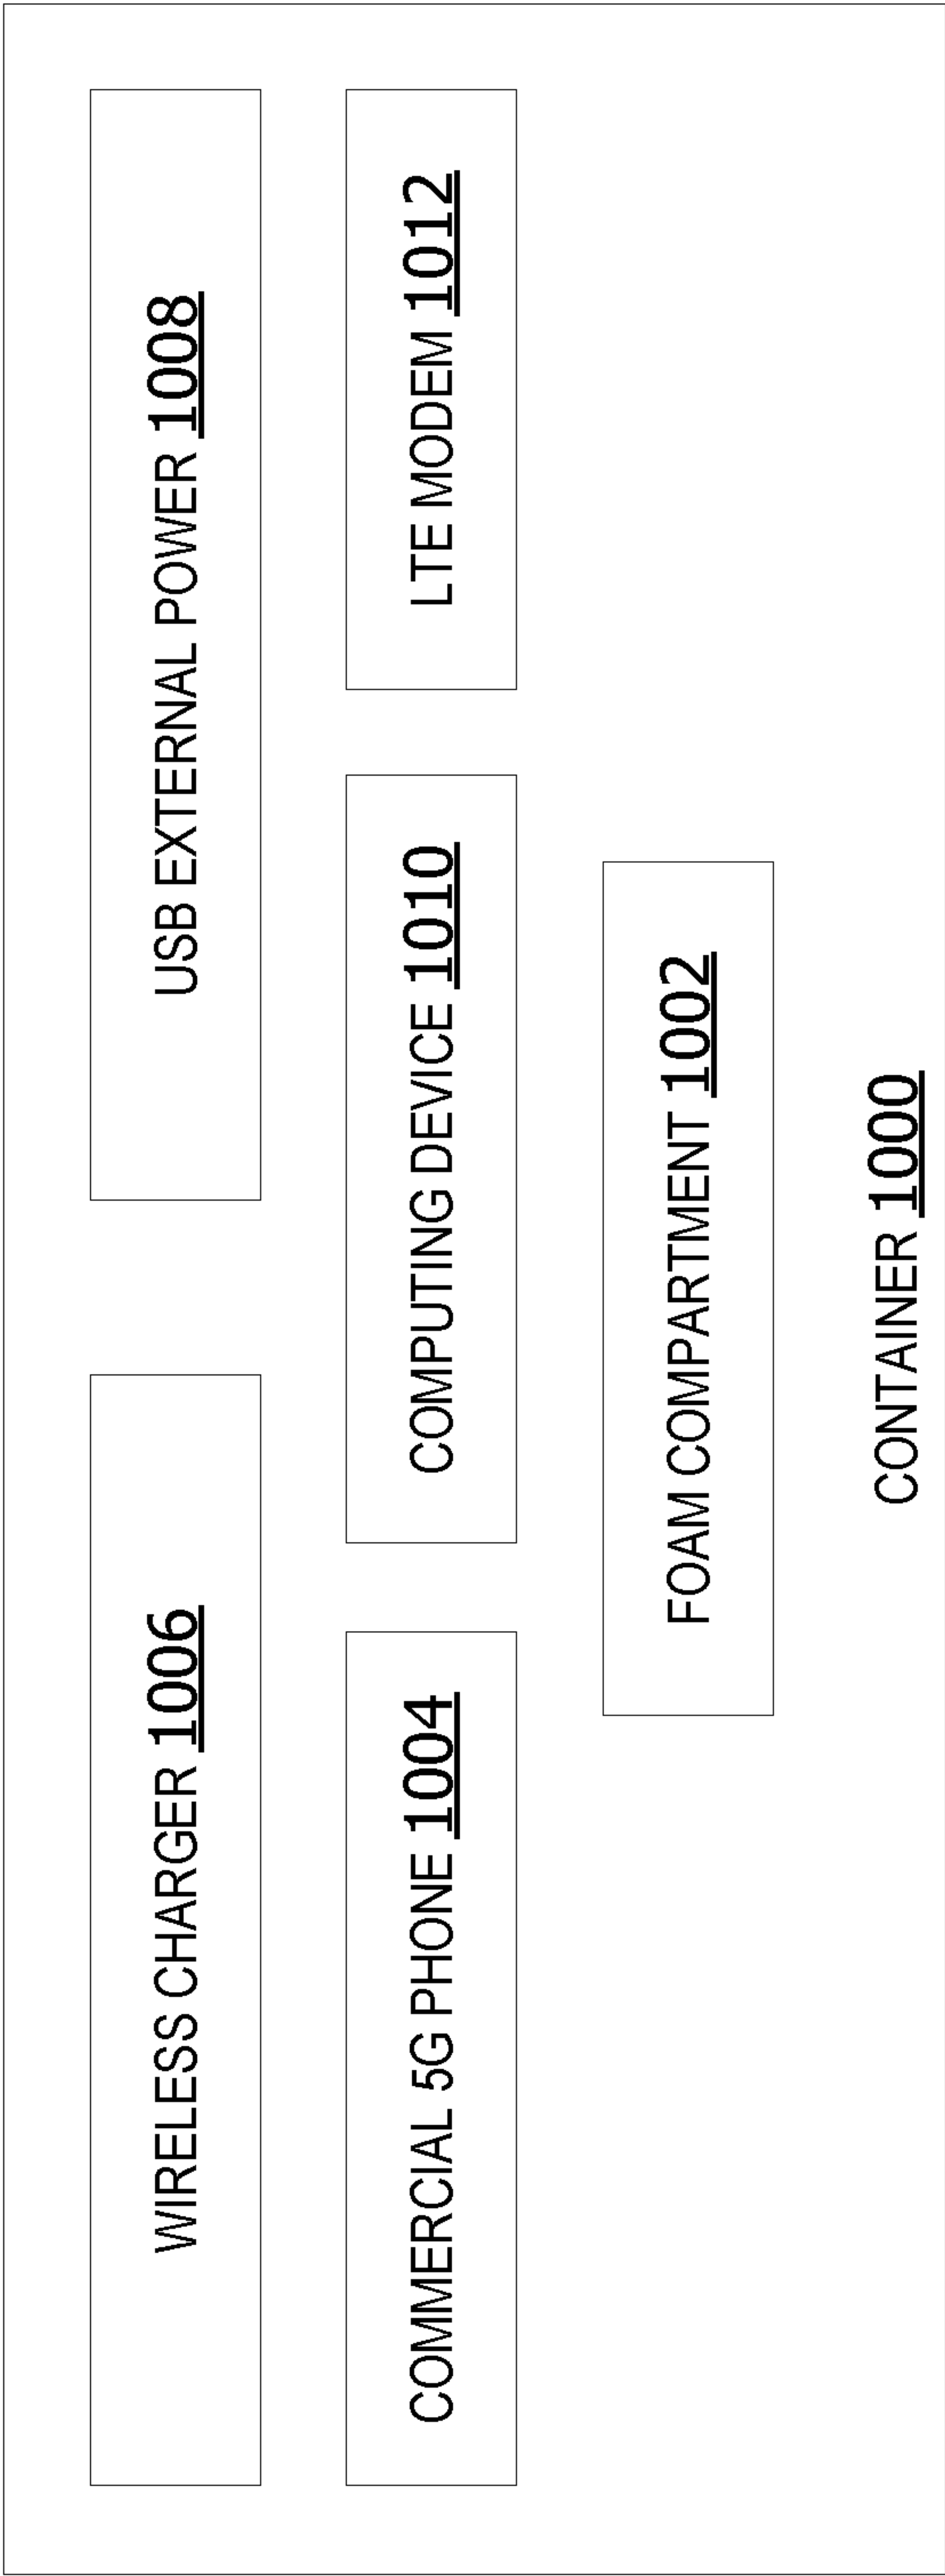 WIRELESS CHARGER 1006
USB EXTERNAL POWER 1008
COMMERCIAL 5G PHONE 1004
COMPUTING DEVICE 1010
LTE MODEM 1012
FOAM COMPARTMENT 1002
CONTAINER 1000